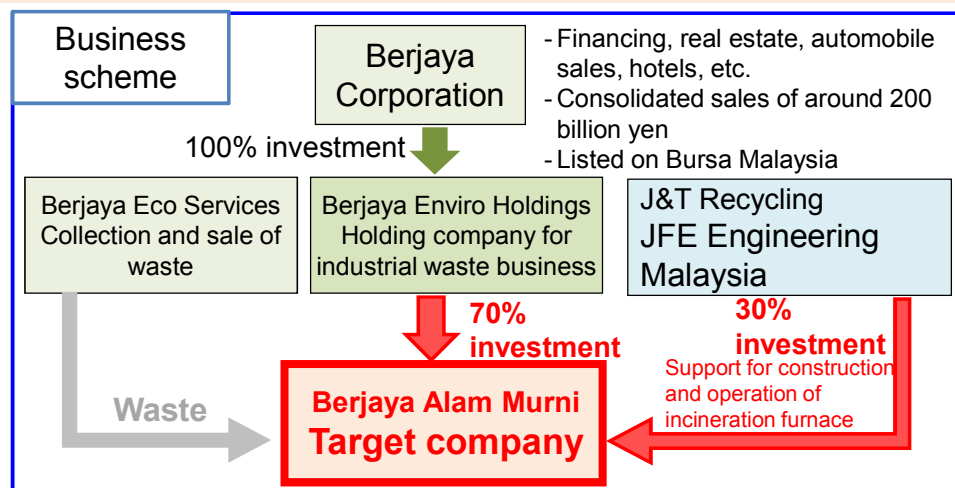 Business
scheme
Berjaya
Corporation
- Financing, real estate, automobile
sales, hotels, etc.
- Consolidated sales of around 200
billion yen
- Listed on Bursa Malaysia
100% investment
Berjaya Eco Services
Collection and sale of
waste
Berjaya Enviro Holdings
Holding company for
industrial waste business
J&T Recycling
JFE Engineering
Malaysia
70%
investment
30%
investment
Support for construction
and operation of
incineration furnace
Waste
Berjaya Alam Murni
Target company